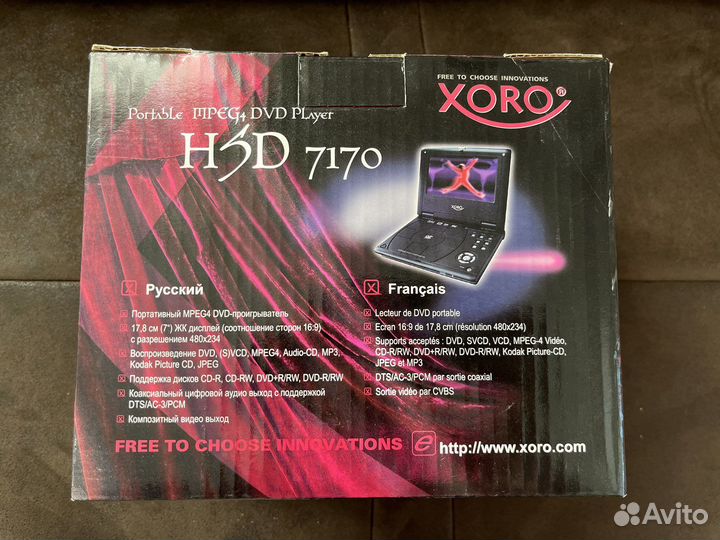 FREE TO CHOOSE INNOVATIONS
XORO®
Portable MPEG4 DVD Player
HSD 7170
XORO
Русский
Портативный MPEG4 DVD-проигрыватель
17,8 см (7") ЖК дисплей (соотношение сторон 16:9)
с разрешением 480x234
Воспроизведение DVD, (S)VCD, MPEG4, Audio-CD, MP3,
Kodak Picture CD, JPEG
Поддержка дисков CD-R, CD-RW, DVD+R/RW, DVD-R/RW
Коаксиальный цифровой аудио выход с поддержкой
DTS/AC-3/PCM
Композитный видео выход
Français
Lecteur de DVD portable
Ecran 16:9 de 17,8 cm (résolution 480x234)
Supports acceptés : DVD, SVCD, VCD, MPEG-4 Vidéo,
CD-R/RW, DVD+R/RW, DVD-R/RW, Kodak Picture-CD,
JPEG et MP3
DTS/AC-3/PCM par sortie coaxial
Sortie vidéo par CVBS
FREE TO CHOOSE INNOVATIONS
http://www.xoro.com
Avito